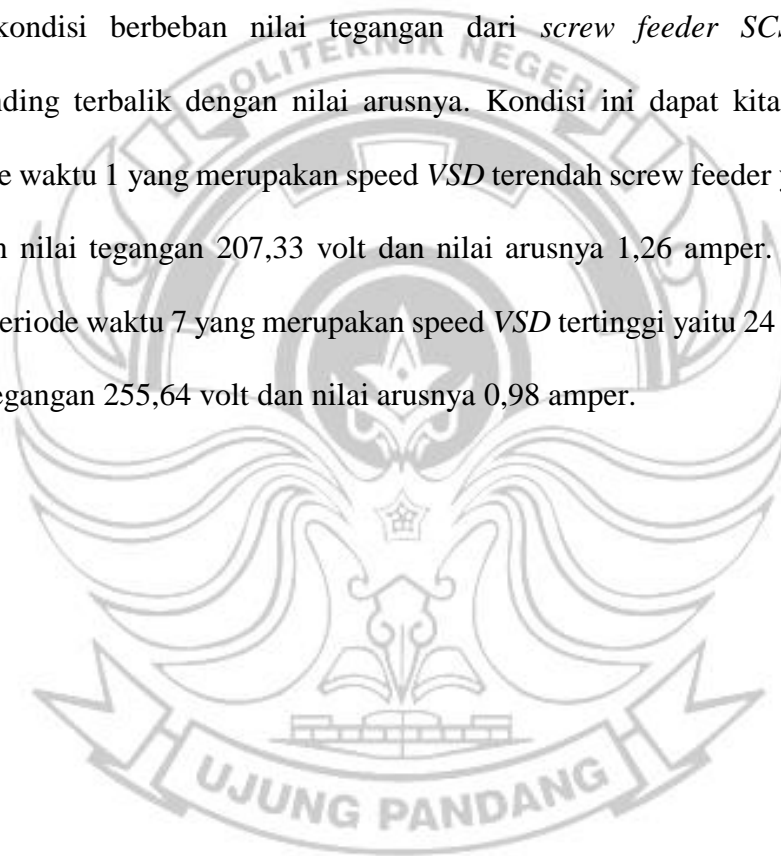 kondisi berbeban nilai tegangan dari screw feeder SCS
nding terbalik dengan nilai arusnya. Kondisi ini dapat kita
e waktu 1 yang merupakan speed VSD terendah screw feeder
nilai tegangan 207,33 volt dan nilai arusnya 1,26 amper.
eriode waktu 7 yang merupakan speed VSD tertinggi yaitu 24
egangan 255,64 volt dan nilai arusnya 0,98 amper.
POLITEKNIK NEGERI
UJUNG PANDANG